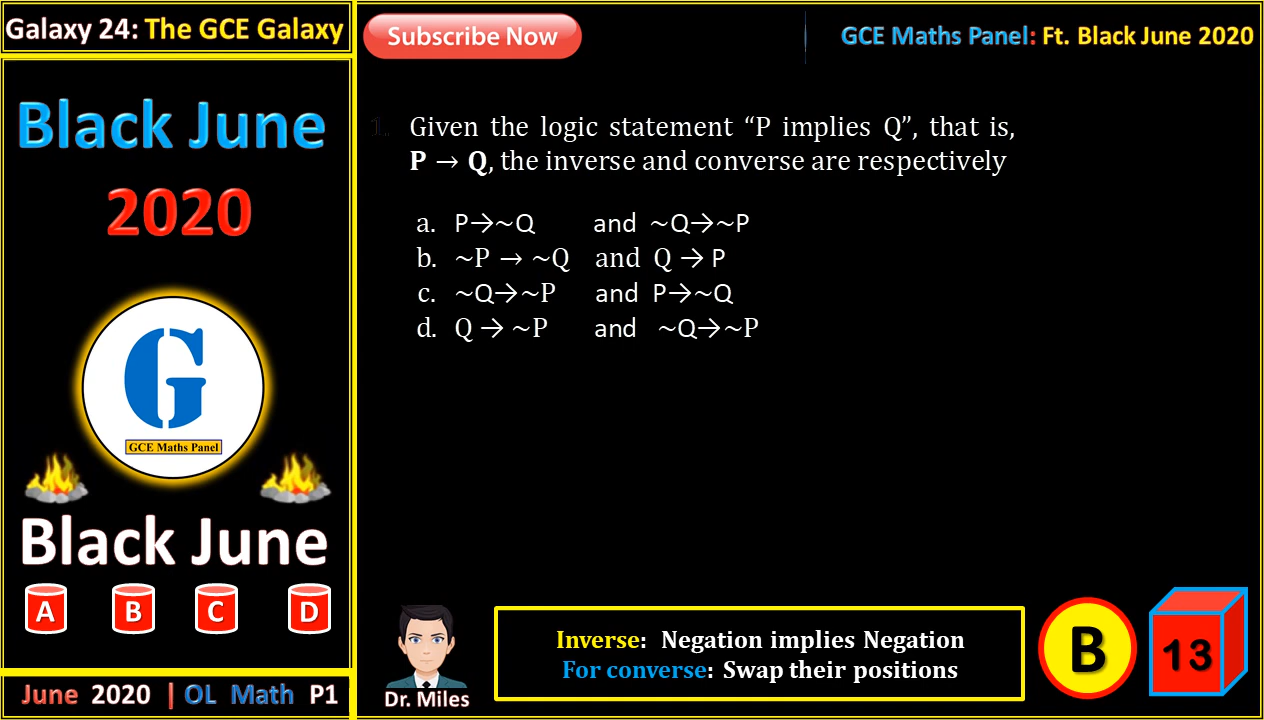 Galaxy 24: The GCE Galaxy
Subscribe Now
GCE Maths Panel: Ft. Black June 2020
Black June
2020
G
GCE Maths Panel
Black June
A B C D
June 2020 | OL Math P1
1. Given the logic statement “P implies Q”, that is,
P → Q, the inverse and converse are respectively
a. P→~Q and ~Q→~P
b. ~P → ~Q and Q → P
c. ~Q→~P and P→~Q
d. Q → ~P and ~Q→~P
Dr. Miles
Inverse: Negation implies Negation
For converse: Swap their positions
B
13